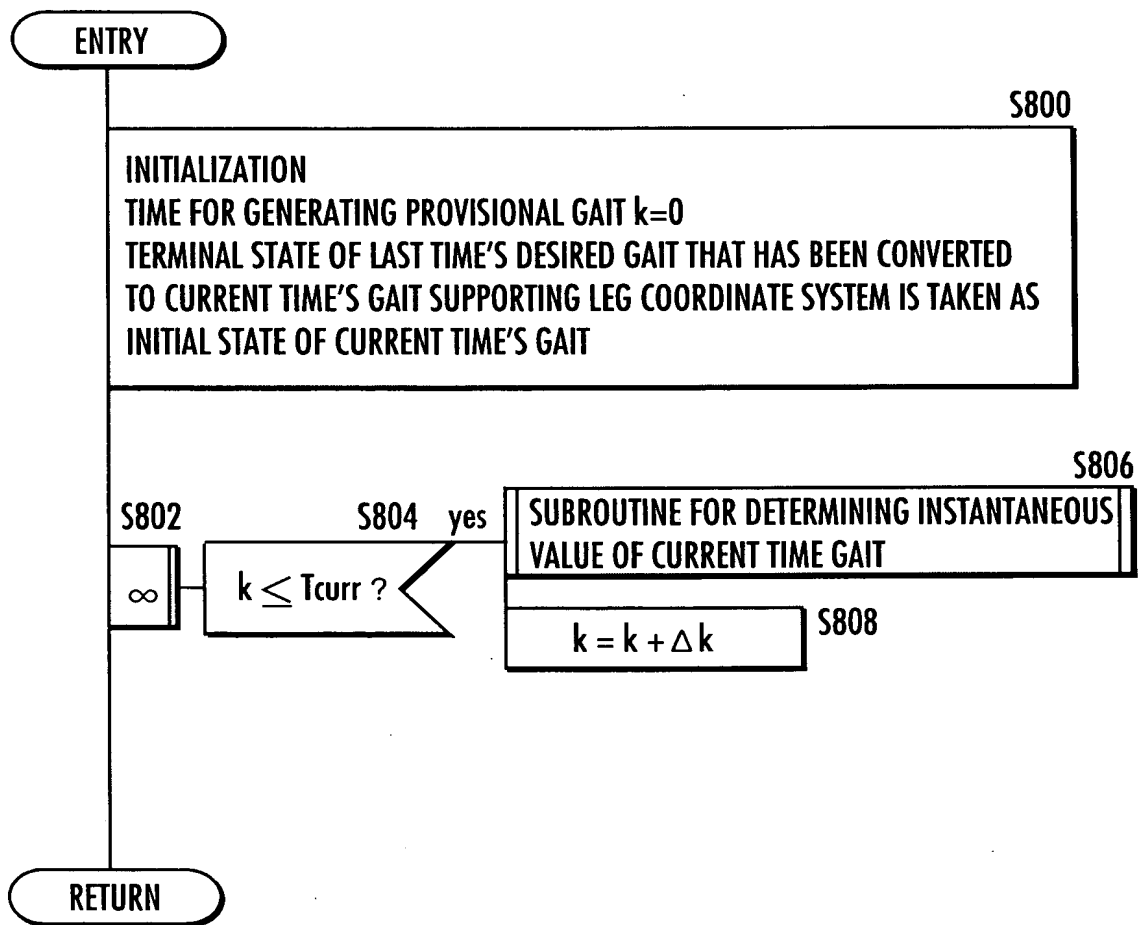 ENTRY
S800
INITIALIZATION
TIME FOR GENERATING PROVISIONAL GAIT k=0
TERMINAL STATE OF LAST TIME'S DESIRED GAIT THAT HAS BEEN CONVERTED
TO CURRENT TIME'S GAIT SUPPORTING LEG COORDINATE SYSTEM IS TAKEN AS
INITIAL STATE OF CURRENT TIME'S GAIT
S802
∞
S804
k ≤ Tcurr ?
yes
S806
SUBROUTINE FOR DETERMINING INSTANTANEOUS
VALUE OF CURRENT TIME GAIT
k = k + Δk
S808
RETURN